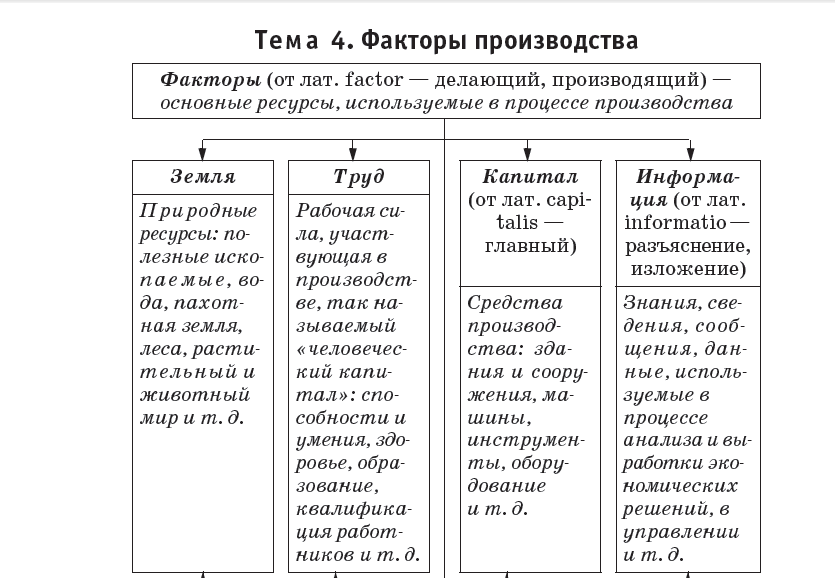 Тема 4. Факторы производства
Факторы (от лат. factor — делающий, производящий) —
основные ресурсы, используемые в процессе производства
Земля
Природные
ресурсы: по-
лезные иско-
паемые, во-
да, пахот-
ная земля,
леса, расти-
тельный и
животный
мир и т. д.
Труд
Рабочая си-
ла, участ-
вующая в
производст-
ве, так на-
зываемый
«человечес-
кий капи-
тал»: спо-
собности и
умения, здо-
ровье, обра-
зование,
квалифика-
ция работ-
ников и т. д.
Капитал
(от лат. capi-
talis —
главный)
Средства
производ-
ства: зда-
ния и соору-
жения, ма-
шины,
инструмен-
ты, обору-
дование
и т. д.
Информа-
ция (от лат.
informatio —
разъяснение,
изложение)
Знания, све-
дения, сооб-
щения, дан-
ные, исполь-
зуемые в
процессе
анализа и вы-
работки эко-
номических
решений, в
управлении
и т. д.